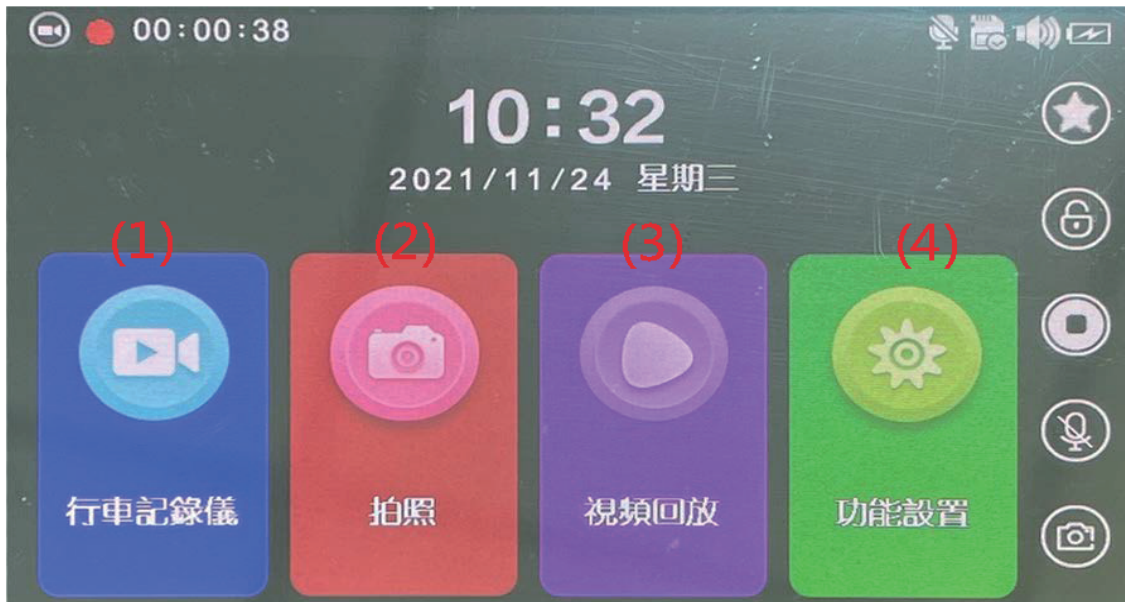 00:00:38
10:32
2021/11/24 星期三
(1) (2) (3) (4)
行車記錄儀 拍照 視頻回放 功能設置